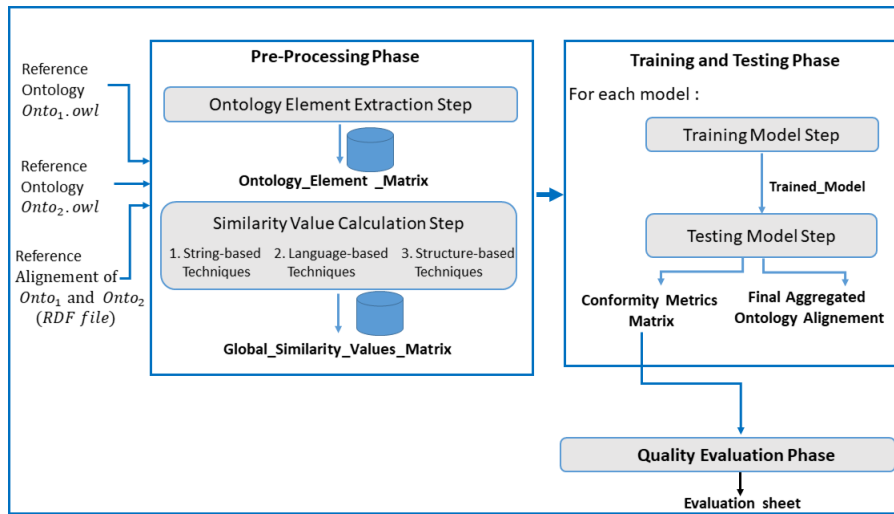 Reference
Ontology
Onto₁.owl
Reference
Ontology
Onto₂.owl
Reference
Alignement of
Onto₁ and Onto₂
(RDF file)
Pre-Processing Phase
Ontology Element Extraction Step
Ontology_Element _Matrix
Similarity Value Calculation Step
1. String-based
Techniques
2. Language-based
Techniques
3. Structure-based
Techniques
Global_Similarity_Values_Matrix
Training and Testing Phase
For each model :
Training Model Step
Trained_Model
Testing Model Step
Conformity Metrics
Matrix
Final Aggregated
Ontology Alignement
Quality Evaluation Phase
Evaluation sheet